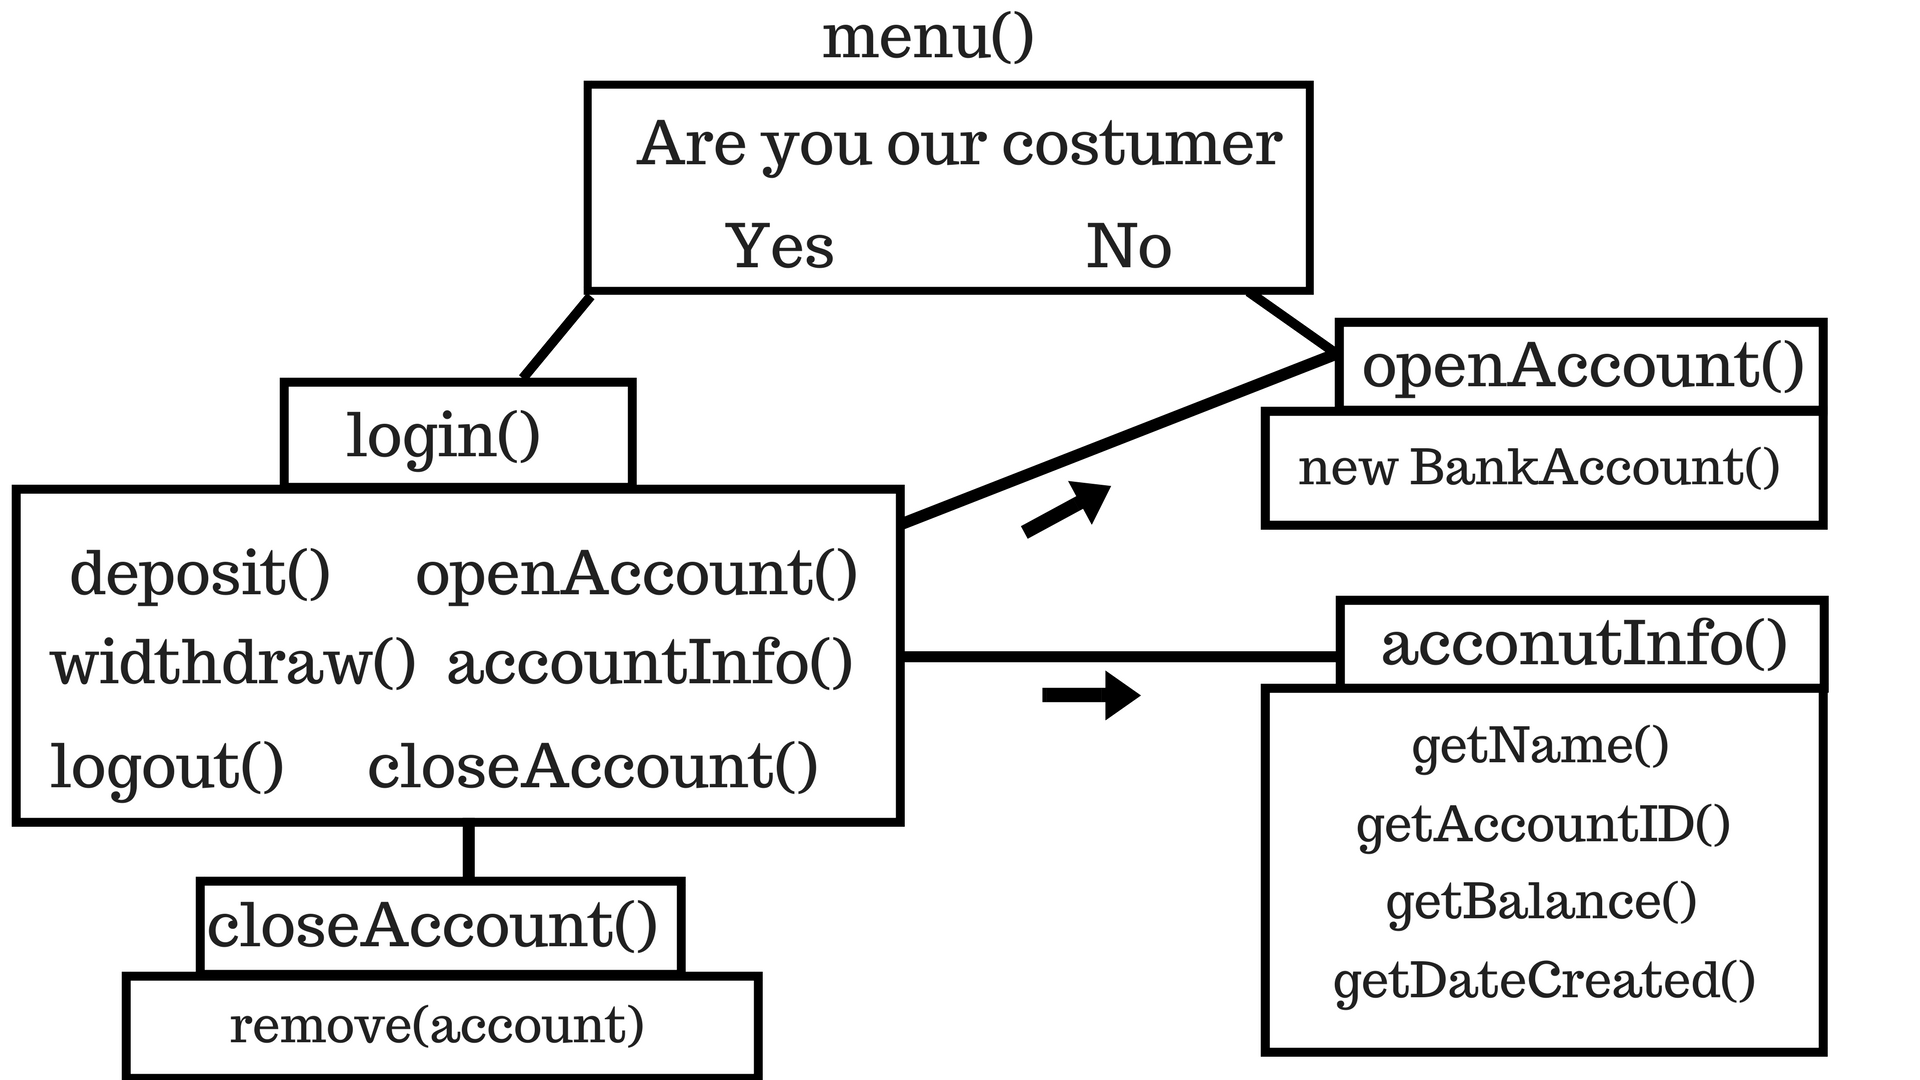 menu()
Are you our costumer
Yes No
login()
deposit() openAccount()
widthdraw() accountInfo()
logout() closeAccount()
closeAccount()
remove(account)
openAccount()
new BankAccount()
acconutInfo()
getName()
getAccountID()
getBalance()
getDateCreated()